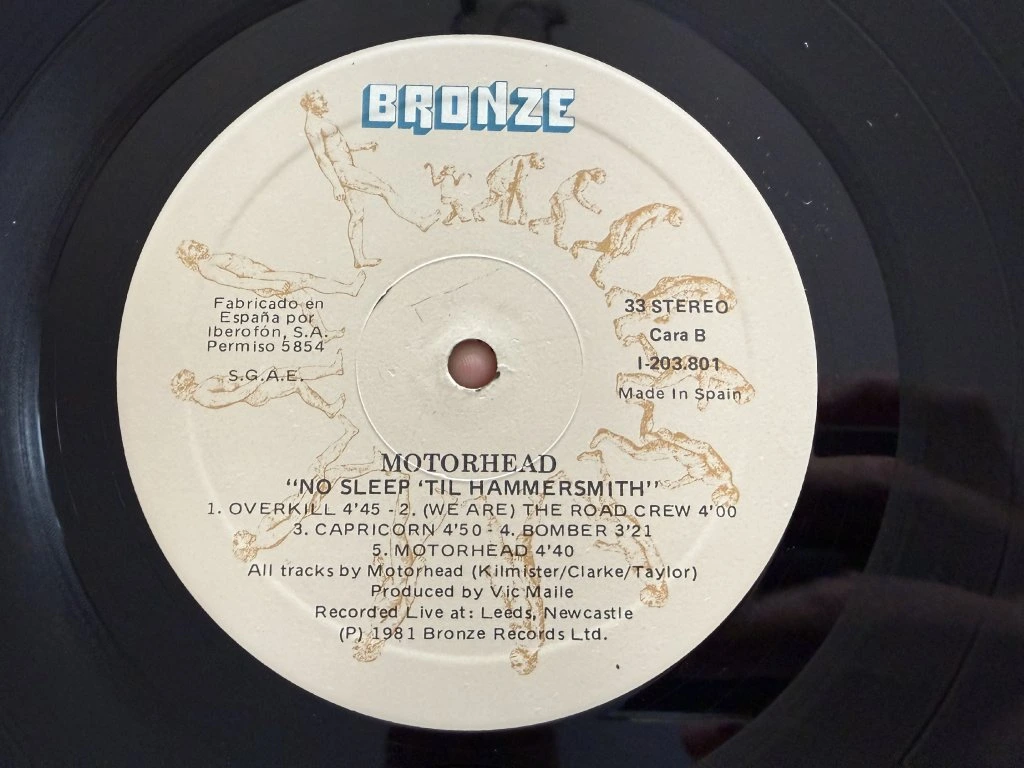 BRONZE
Fabricado en
España por
Iberofón, S.A.
Permiso 5854
S.G.A.E.
33 STEREO
Cara B
I-203.801
Made In Spain
MOTORHEAD
"NO SLEEP 'TIL HAMMERSMITH"
1. OVERKILL 4'45 - 2. (WE ARE) THE ROAD CREW 4'00
3. CAPRICORN 4'50 - 4. BOMBER 3'21
5. MOTORHEAD 4'40
All tracks by Motorhead (Kilmister/Clarke/Taylor)
Produced by Vic Maile
Recorded Live at: Leeds, Newcastle
(P) 1981 Bronze Records Ltd.